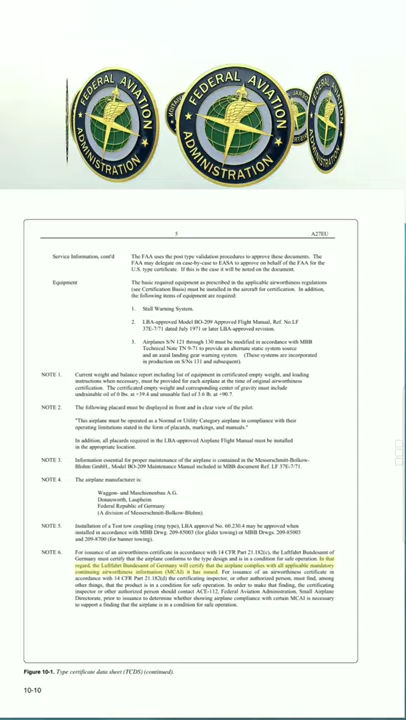 FEDERAL AVIATION
ADMINISTRATION
FEDERAL AVIATION
ADMINISTRATION
5
A27EU
Service Information, cont'd
The FAA uses the post type validation procedures to approve these documents. The
FAA may delegate on case-by-case to EASA to approve on behalf of the FAA for the
U.S. type certificate. If this is the case it will be noted on the document.
Equipment
The basic required equipment as prescribed in the applicable airworthiness regulations
(see Certification Basis) must be installed in the aircraft for certification. In addition,
the following items of equipment are required:
1. Stall Warning System.
2. LBA-approved Model BO-209 Approved Flight Manual, Ref. No.LF
37E-7/71 dated July 1971 or later LBA-approved revision.
3. Airplanes S/N 121 through 130 must be modified in accordance with MBB
Technical Note TN 9-71 to provide an alternate static system source
and an aural landing gear warning system. (These systems are incorporated
in production on S/Ns 131 and subsequent).
NOTE 1. Current weight and balance report including list of equipment in certificated empty weight, and loading
instructions when necessary, must be provided for each airplane at the time of original airworthiness
certification. The certificated empty weight and corresponding center of gravity must include
undrainable oil of 0 lbs. at +39.4 and unusable fuel of 3.6 lb. at +90.7.
NOTE 2. The following placard must be displayed in front and in clear view of the pilot:
"This airplane must be operated as a Normal or Utility Category airplane in compliance with their
operating limitations stated in the form of placards, markings, and manuals."
In addition, all placards required in the LBA-approved Airplane Flight Manual must be installed
in the appropriate location.
NOTE 3. Information essential for proper maintenance of the airplane is contained in the Messerschmitt-Bolkow-
Blohm GmbH., Model BO-209 Maintenance Manual included in MBB document Ref. LF 37E-7/71.
NOTE 4. The airplane manufacturer is:
Waggon- und Maschinenbau A.G.
Donauworth, Laupheim
Federal Republic of Germany
(A division of Messerschmitt-Bolkow-Blohm)
NOTE 5. Installation of a Tost tow coupling (ring type), LBA approval No. 60.230.4 may be approved when
installed in accordance with MBB Drwg. 209-85003 (for glider towing) or MBB Drwgs. 209-85003
and 209-8700 (for banner towing).
NOTE 6. For issuance of an airworthiness certificate in accordance with 14 CFR Part 21.182(c), the Luftfahrt Bundesamt of
Germany must certify that the airplane conforms to the type design and is in a condition for safe operation. In that
regard, the Luftfahrt Bundesamt of Germany will certify that the airplane complies with all applicable mandatory
continuing airworthiness information (MCAI) it has issued. For issuance of an airworthiness certificate in
accordance with 14 CFR Part 21.182(d) the certificating inspector, or other authorized person, must find, among
other things, that the product is in a condition for safe operation. In order to make that finding, the certificating
inspector or other authorized person should contact ACE-112, Federal Aviation Administration, Small Airplane
Directorate, prior to issuance to determine whether showing airplane compliance with certain MCAI is necessary
to support a finding that the airplane is in a condition for safe operation.
Figure 10-1. Type certificate data sheet (TCDS) (continued).
10-10